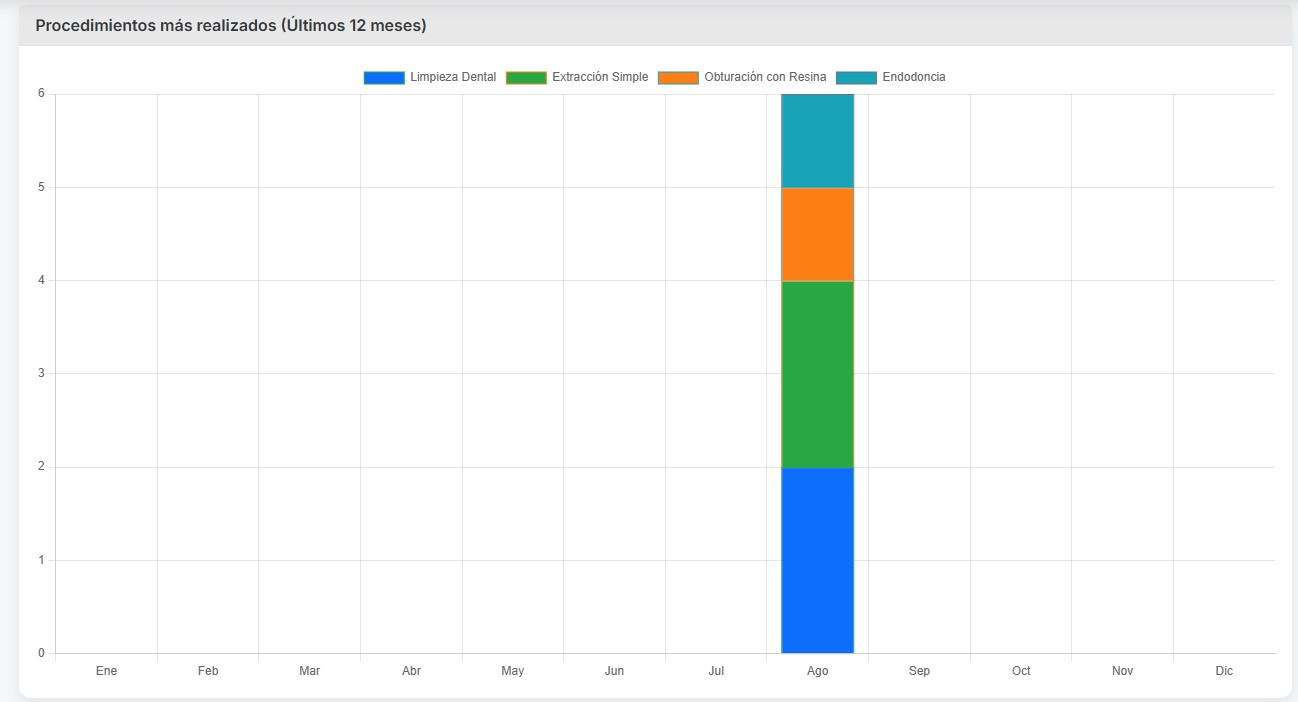 Procedimientos más realizados (Últimos 12 meses)
Limpieza Dental Extracción Simple Obturación con Resina Endodoncia
6
5
4
3
2
1
0
Ene Feb Mar Abr May Jun Jul Ago Sep Oct Nov Dic